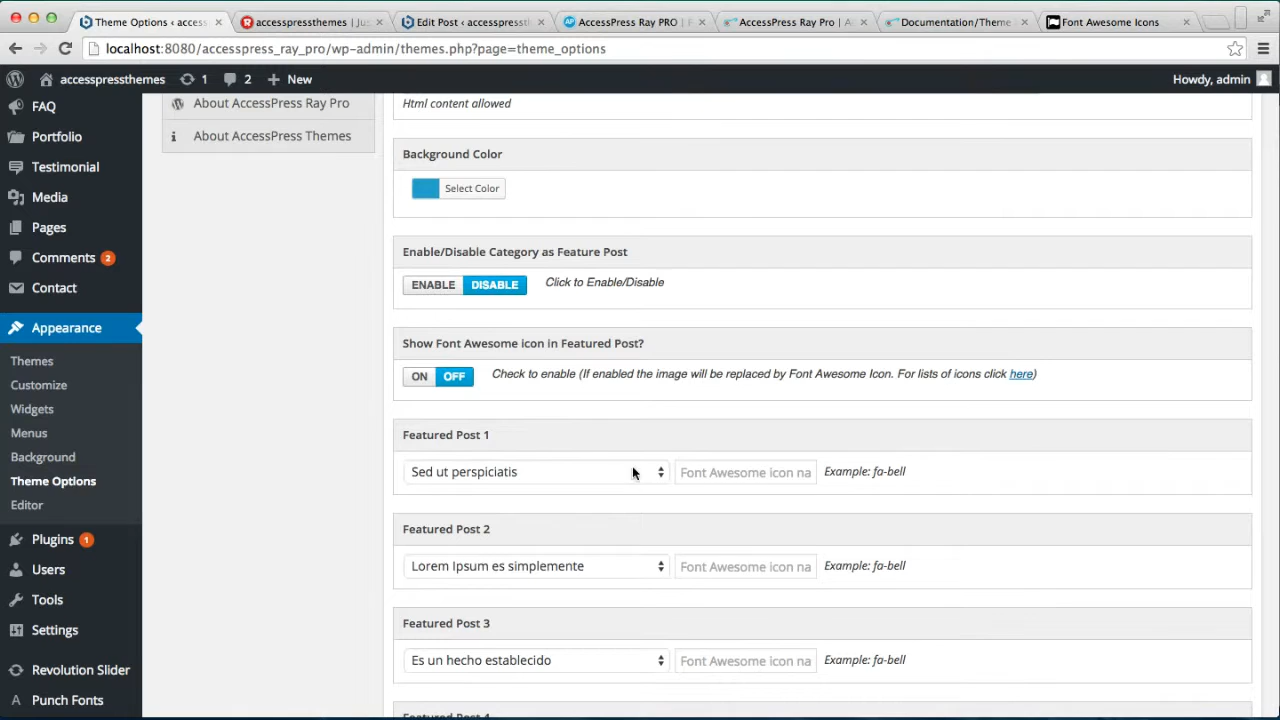 Theme Options ‹ access
accesspressthemes | Jus
Edit Post ‹ accesspressth
AccessPress Ray PRO | F
AccessPress Ray Pro | A
Documentation/Theme
Font Awesome Icons
localhost:8080/accesspress_ray_pro/wp-admin/themes.php?page=theme_options
accesspressthemes
1
2
New
Howdy, admin
FAQ
Portfolio
Testimonial
Media
Pages
Comments 2
Contact
Appearance
Themes
Customize
Widgets
Menus
Background
Theme Options
Editor
Plugins 1
Users
Tools
Settings
Revolution Slider
Punch Fonts
About AccessPress Ray Pro
About AccessPress Themes
Html content allowed
Background Color
Select Color
Enable/Disable Category as Feature Post
ENABLE DISABLE Click to Enable/Disable
Show Font Awesome icon in Featured Post?
ON OFF Check to enable (If enabled the image will be replaced by Font Awesome Icon. For lists of icons click here)
Featured Post 1
Sed ut perspiciatis Font Awesome icon na Example: fa-bell
Featured Post 2
Lorem Ipsum es simplemente Font Awesome icon na Example: fa-bell
Featured Post 3
Es un hecho establecido Font Awesome icon na Example: fa-bell
Featured Post 4